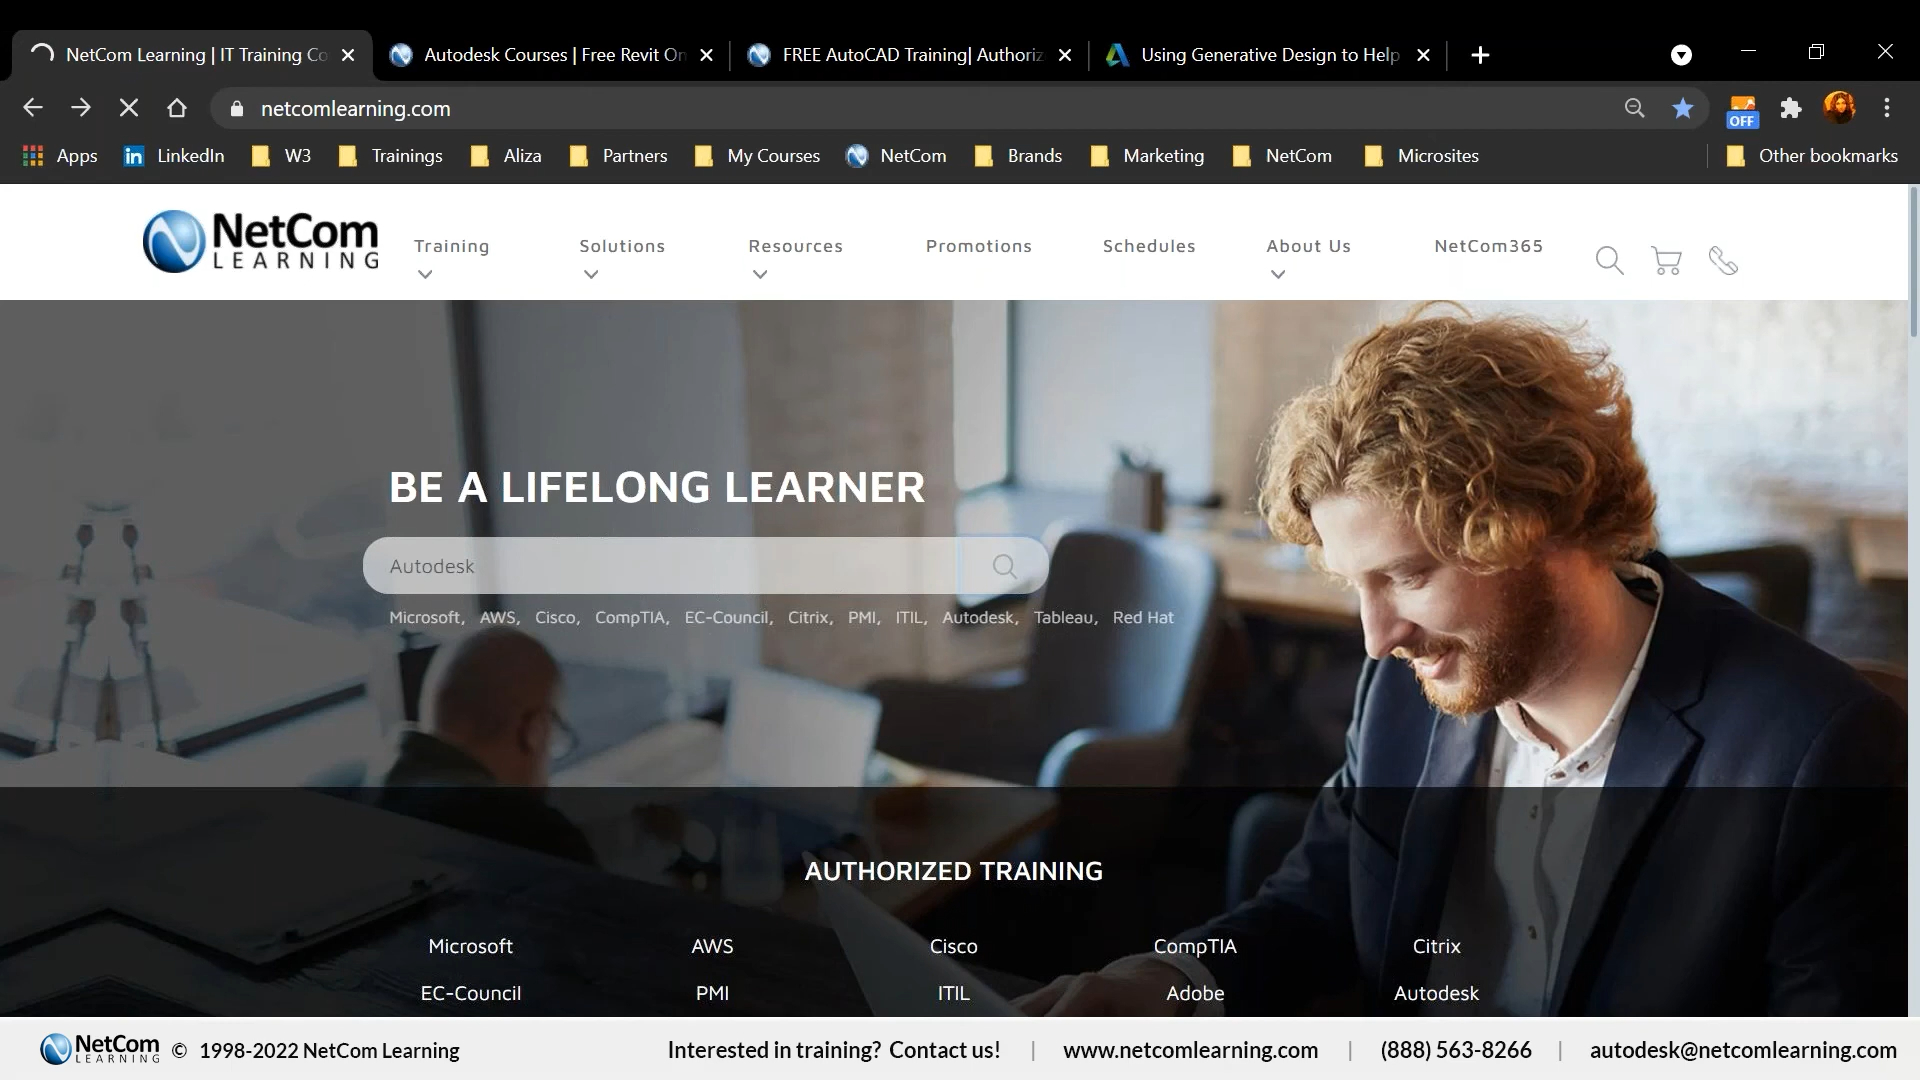 NetCom Learning | IT Training Co
Autodesk Courses | Free Revit On
FREE AutoCAD Training| Authoriz
Using Generative Design to Help
netcomlearning.com
OFF
Apps
LinkedIn
W3
Trainings
Aliza
Partners
My Courses
NetCom
Brands
Marketing
NetCom
Microsites
Other bookmarks
NetCom
LEARNING
Training
Solutions
Resources
Promotions
Schedules
About Us
NetCom365
BE A LIFELONG LEARNER
Autodesk
Microsoft, AWS, Cisco, CompTIA, EC-Council, Citrix, PMI, ITIL, Autodesk, Tableau, Red Hat
AUTHORIZED TRAINING
Microsoft AWS Cisco CompTIA Citrix
EC-Council PMI ITIL Adobe Autodesk
NetCom
LEARNING
© 1998-2022 NetCom Learning
Interested in training? Contact us! | www.netcomlearning.com | (888) 563-8266 | autodesk@netcomlearning.com